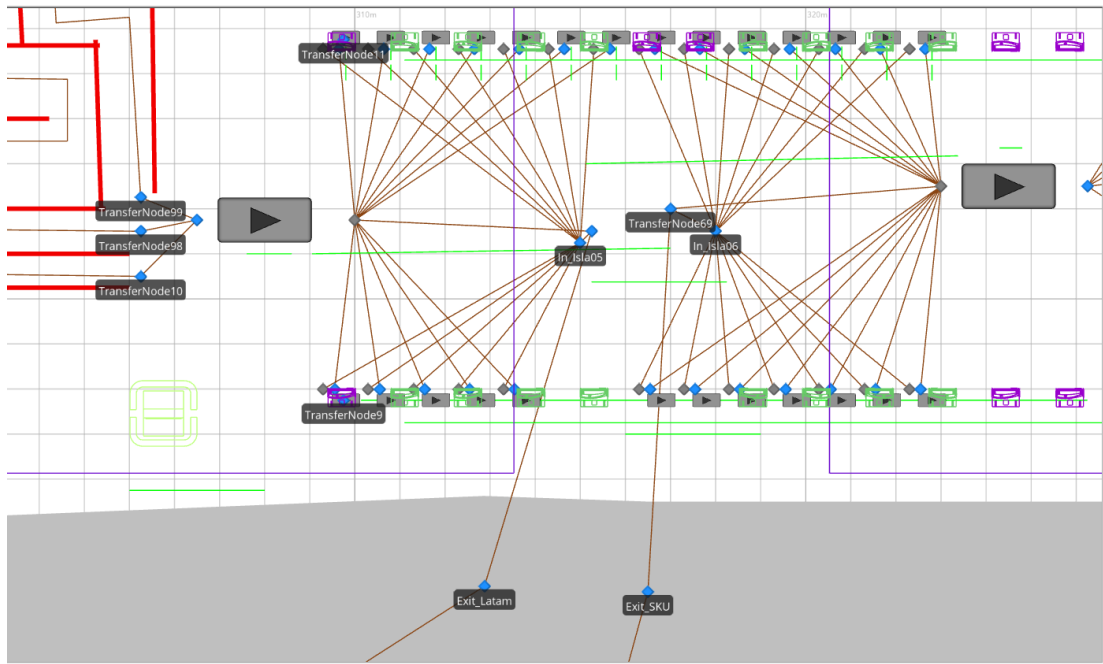 310m
320m
TransferNode11
TransferNode99
TransferNode69
TransferNode98
In_Isla05
In_Isla06
TransferNode10
TransferNode9
Exit_Latam
Exit_SKU